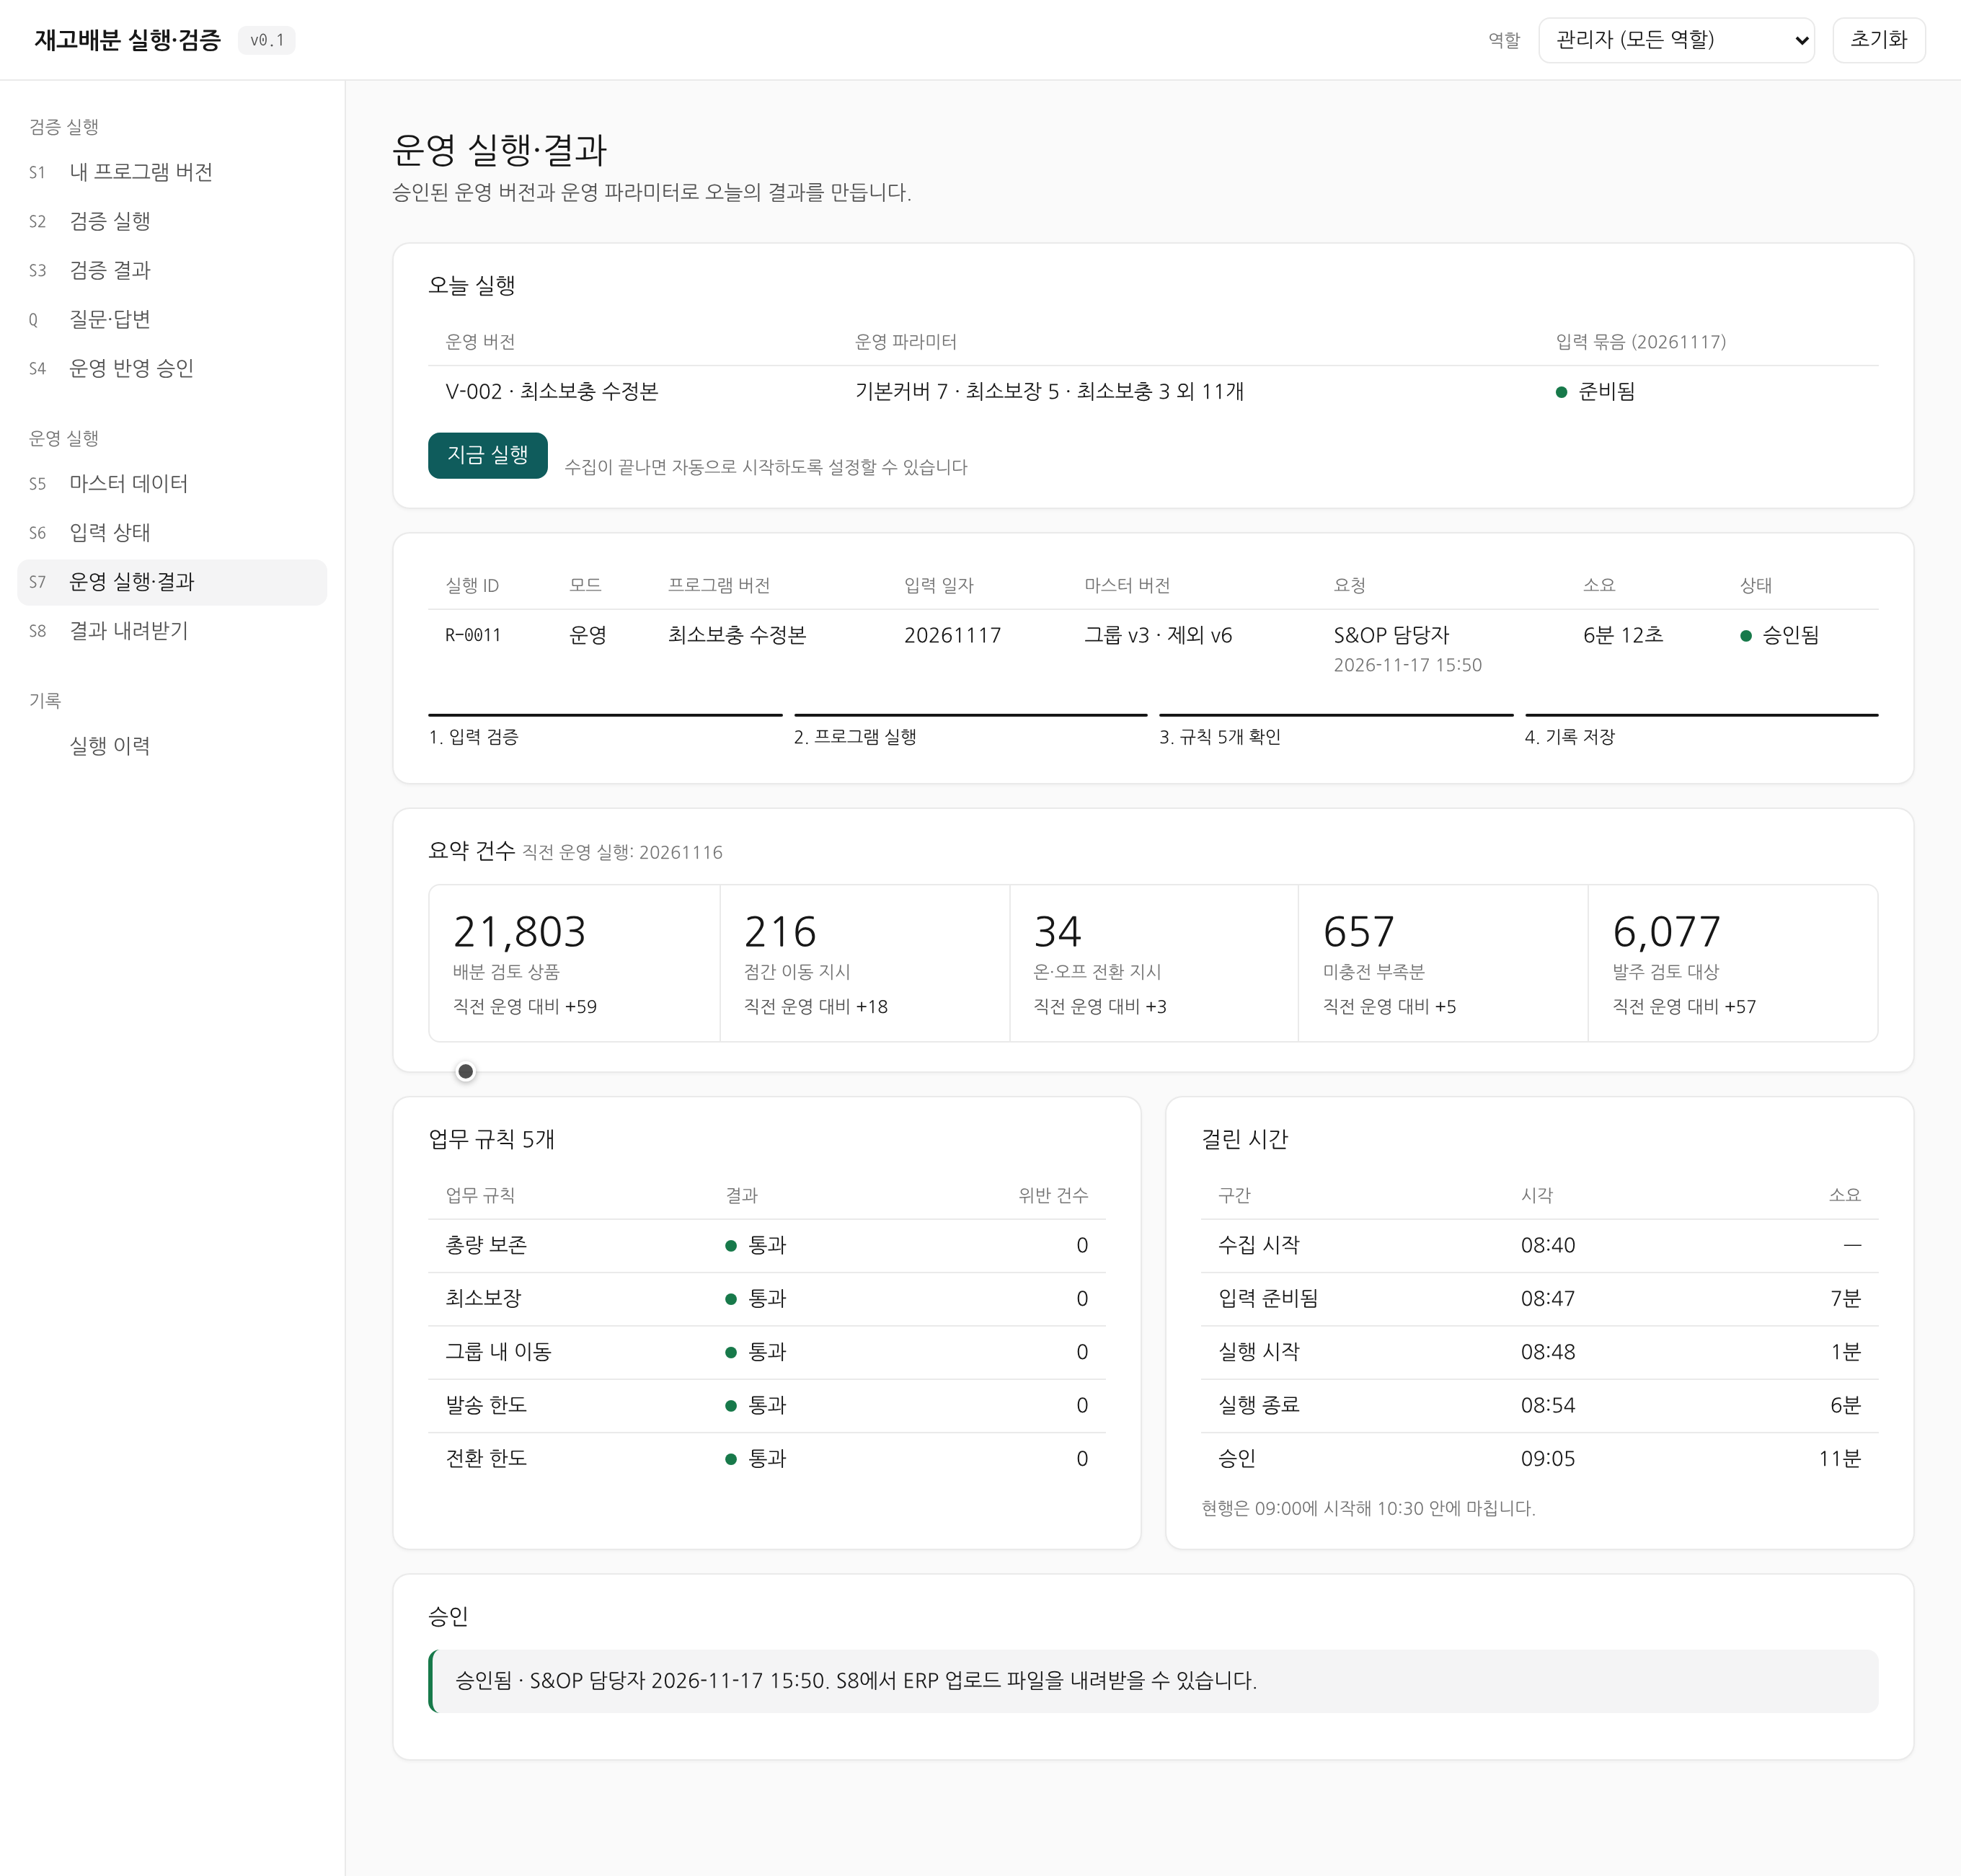 재고배분 실행·검증 v0.1 역할 관리자 (모든 역할) 초기화
검증 실행
S1 내 프로그램 버전
S2 검증 실행
S3 검증 결과
Q 질문·답변
S4 운영 반영 승인
운영 실행
S5 마스터 데이터
S6 입력 상태
S7 운영 실행·결과
S8 결과 내려받기
기록
실행 이력
운영 실행·결과
승인된 운영 버전과 운영 파라미터로 오늘의 결과를 만듭니다.
오늘 실행
운영 버전 운영 파라미터 입력 묶음 (20261117)
V-002 · 최소보충 수정본 기본커버 7 · 최소보장 5 · 최소보충 3 외 11개 준비됨
지금 실행 수집이 끝나면 자동으로 시작하도록 설정할 수 있습니다
실행 ID 모드 프로그램 버전 입력 일자 마스터 버전 요청 소요 상태
R-0011 운영 최소보충 수정본 20261117 그룹 v3 · 제외 v6 S&OP 담당자 6분 12초 승인됨
2026-11-17 15:50
1. 입력 검증 2. 프로그램 실행 3. 규칙 5개 확인 4. 기록 저장
요약 건수 직전 운영 실행: 20261116
21,803 216 34 657 6,077
배분 검토 상품 점간 이동 지시 온·오프 전환 지시 미충전 부족분 발주 검토 대상
직전 운영 대비 +59 직전 운영 대비 +18 직전 운영 대비 +3 직전 운영 대비 +5 직전 운영 대비 +57
업무 규칙 5개
업무 규칙 결과 위반 건수
총량 보존 통과 0
최소보장 통과 0
그룹 내 이동 통과 0
발송 한도 통과 0
전환 한도 통과 0
걸린 시간
구간 시각 소요
수집 시작 08:40 —
입력 준비됨 08:47 7분
실행 시작 08:48 1분
실행 종료 08:54 6분
승인 09:05 11분
현행은 09:00에 시작해 10:30 안에 마칩니다.
승인
승인됨 · S&OP 담당자 2026-11-17 15:50. S8에서 ERP 업로드 파일을 내려받을 수 있습니다.